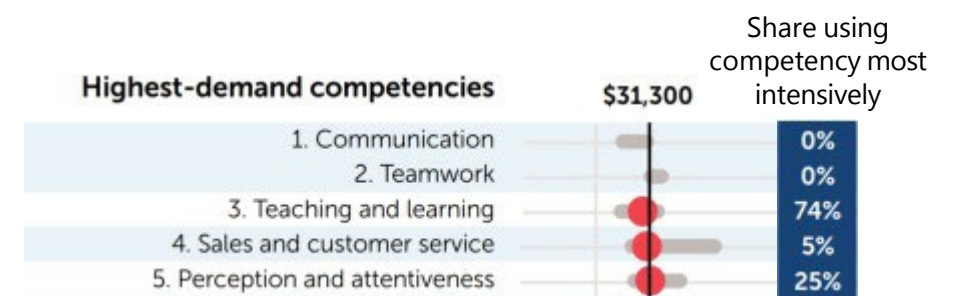 Share using
competency most
intensively
Highest-demand competencies
$31,300
1. Communication
0%
2. Teamwork
0%
3. Teaching and learning
74%
4. Sales and customer service
5%
5. Perception and attentiveness
25%